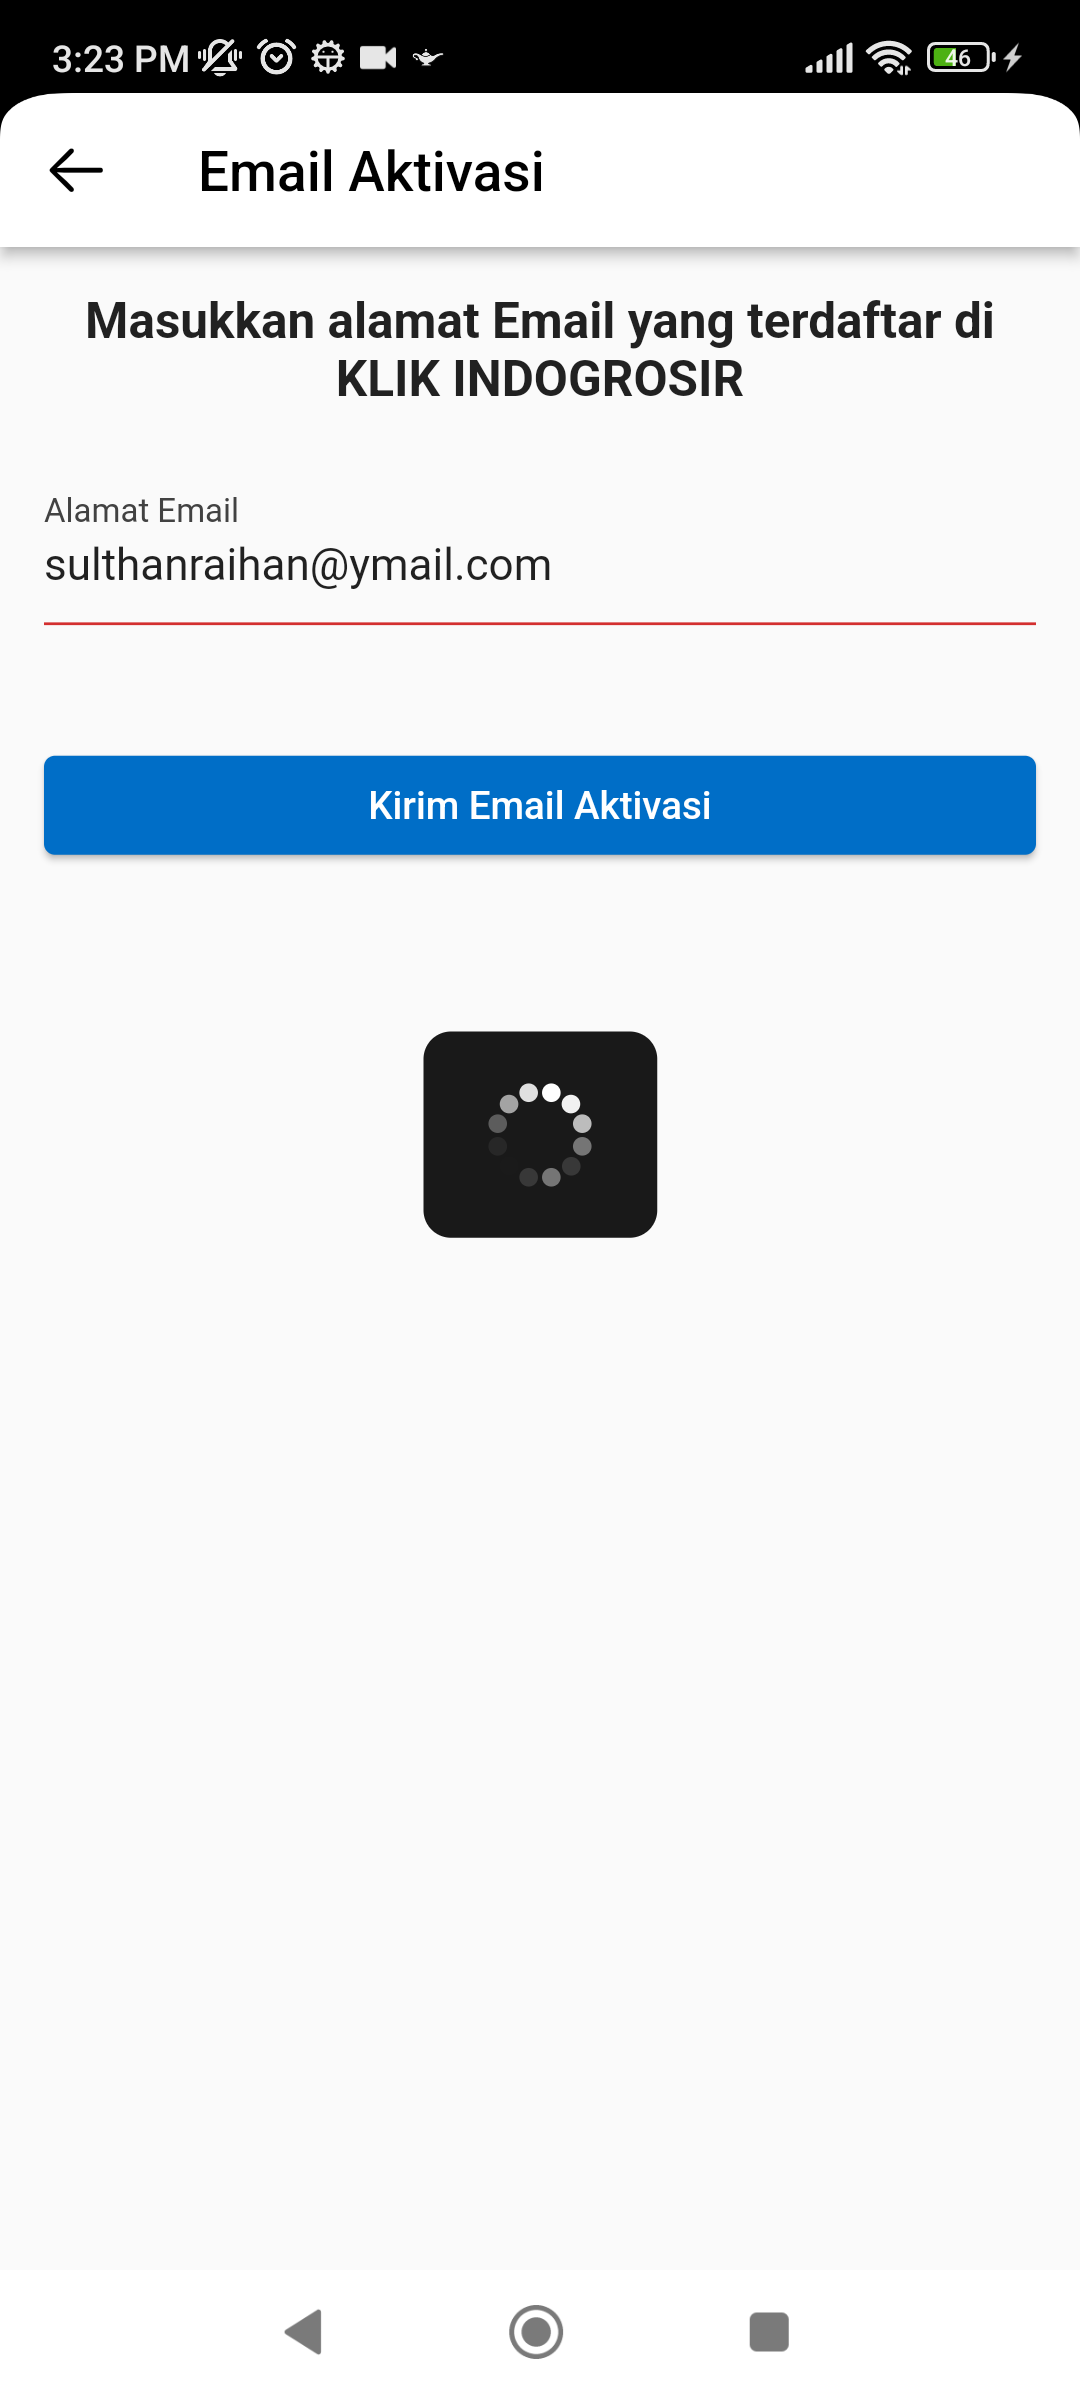 3:23 PM
46
Email Aktivasi
Masukkan alamat Email yang terdaftar di
KLIK INDOGROSIR
Alamat Email
sulthanraihan@ymail.com
Kirim Email Aktivasi